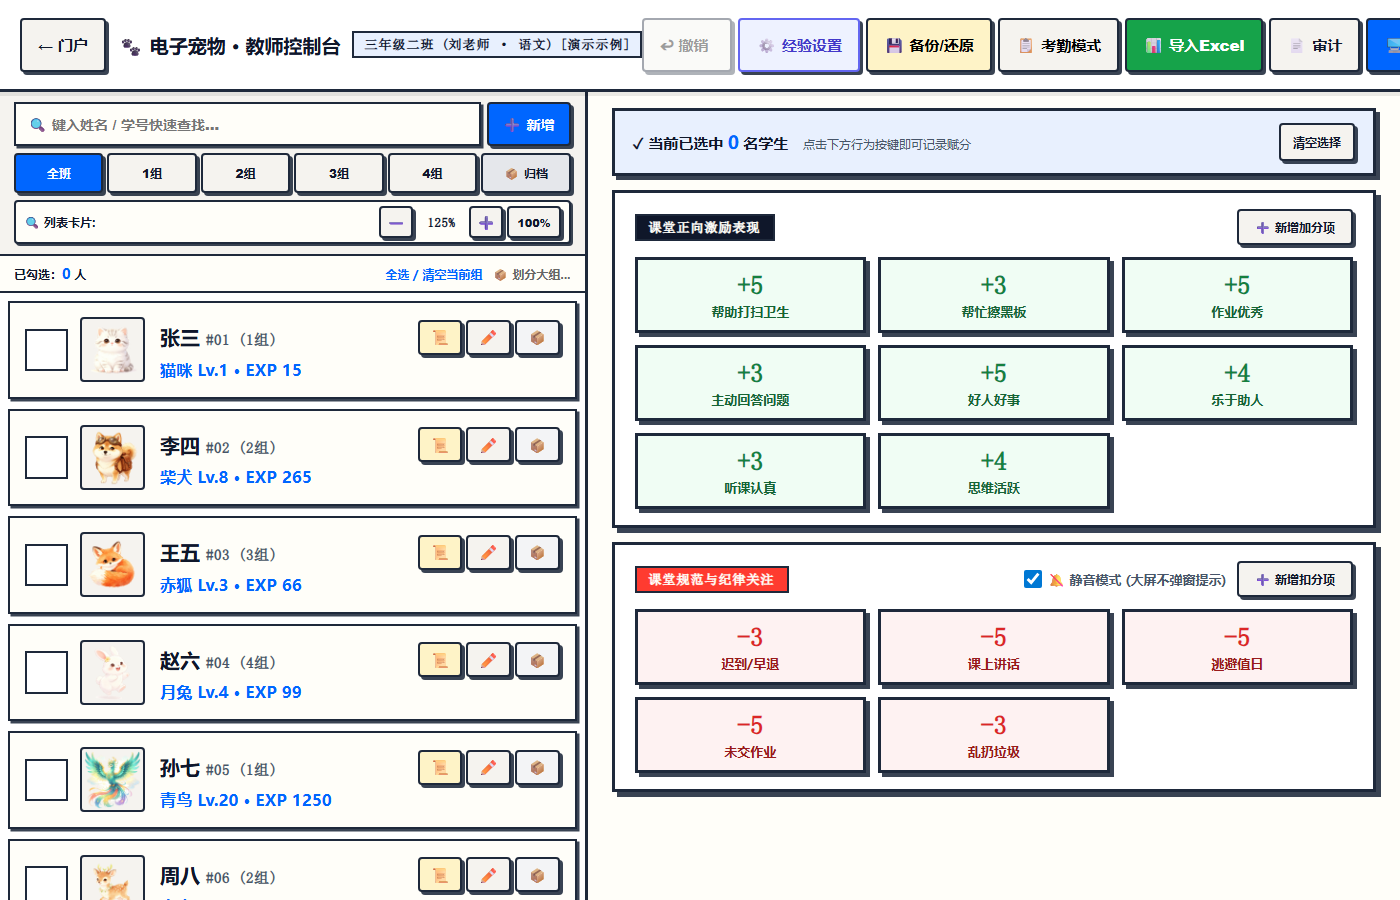 ←门户
电子宠物 • 教师控制台
三年级二班 (刘老师 • 语文) [演示示例]
撤销
经验设置
备份/还原
考勤模式
导入Excel
审计
键入姓名 / 学号快速查找...
新增
全班
1组
2组
3组
4组
归档
列表卡片:
−
125%
+
100%
已勾选: 0 人
全选 / 清空当前组
划分大组...
张三 #01 (1组)
猫咪 Lv.1 • EXP 15
李四 #02 (2组)
柴犬 Lv.8 • EXP 265
王五 #03 (3组)
赤狐 Lv.3 • EXP 66
赵六 #04 (4组)
月兔 Lv.4 • EXP 99
孙七 #05 (1组)
青鸟 Lv.20 • EXP 1250
周八 #06 (2组)
✓ 当前已选中 0 名学生 点击下方行为按键即可记录赋分
清空选择
课堂正向激励表现
新增加分项
+5
帮助打扫卫生
+3
帮忙擦黑板
+5
作业优秀
+3
主动回答问题
+5
好人好事
+4
乐于助人
+3
听课认真
+4
思维活跃
课堂规范与纪律关注
静音模式 (大屏不弹窗提示)
新增扣分项
−3
迟到/早退
−5
课上讲话
−5
逃避值日
−5
未交作业
−3
乱扔垃圾